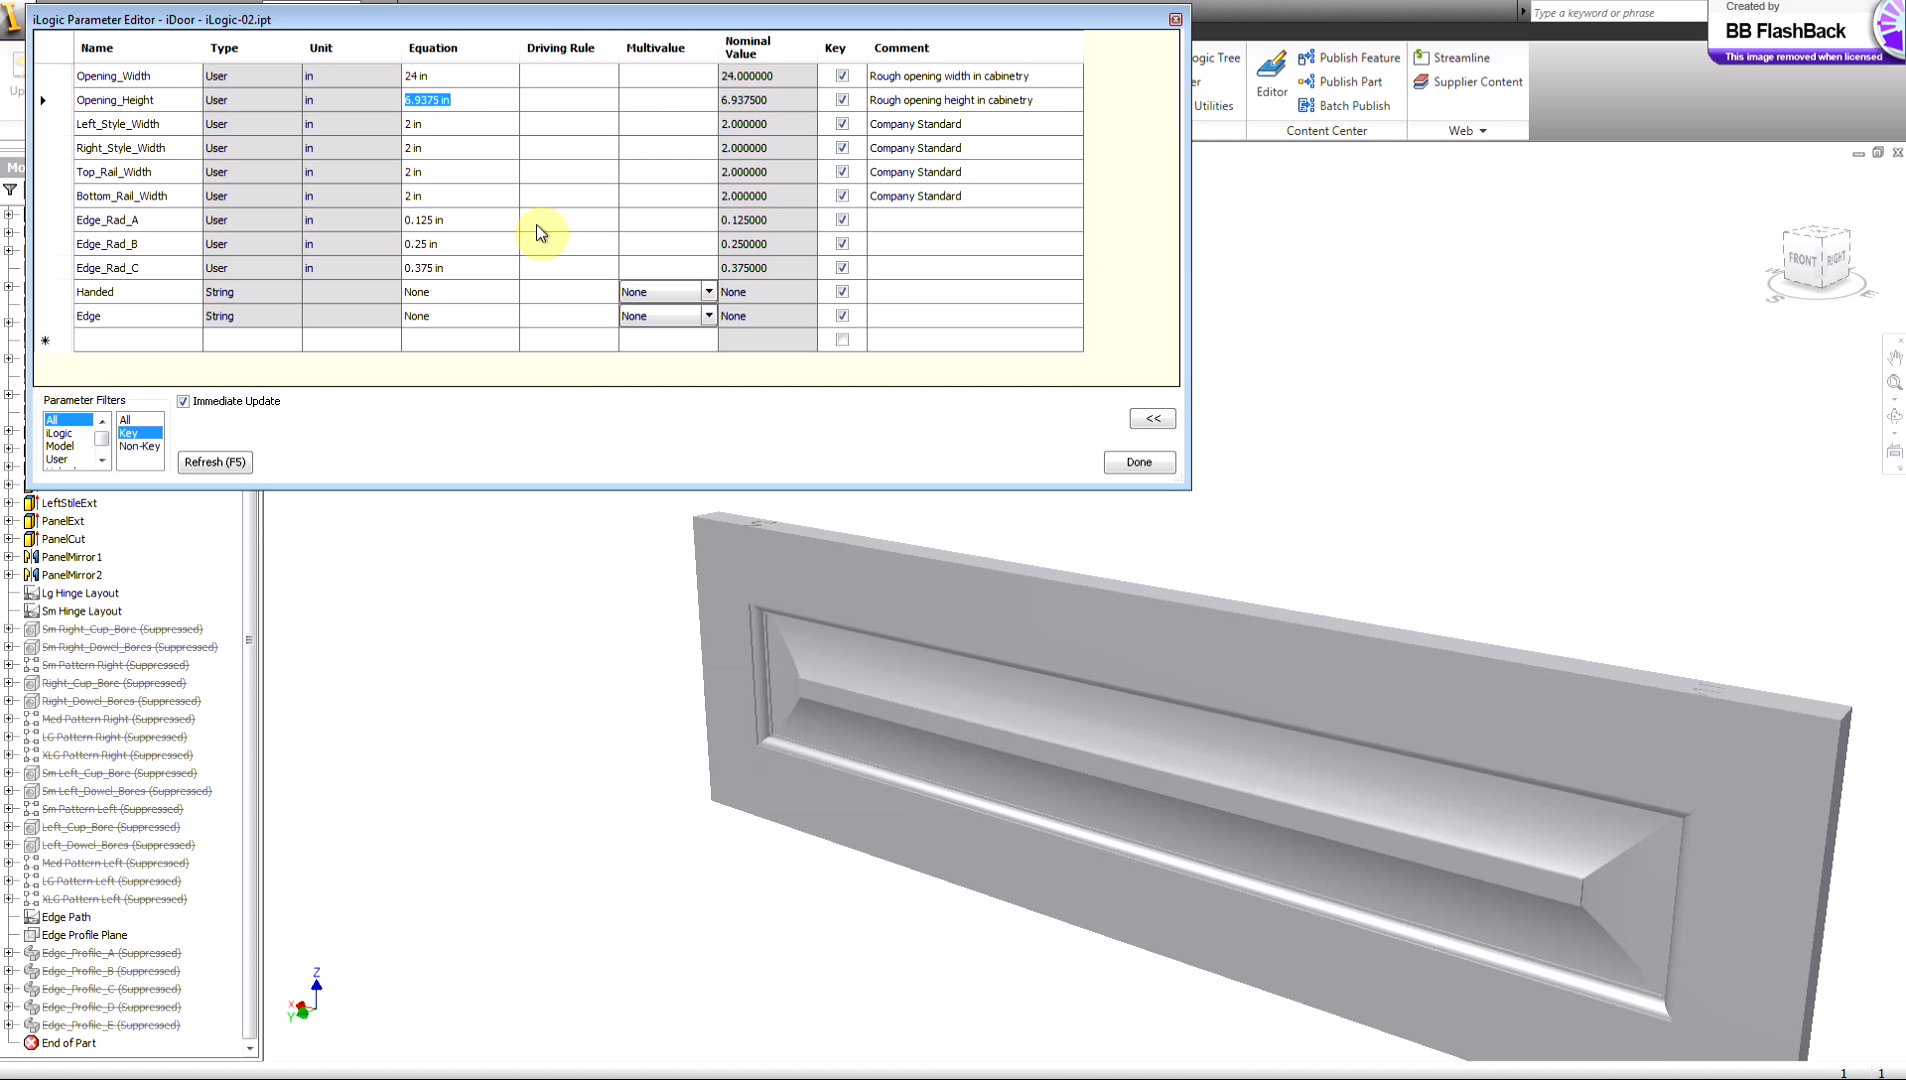 iLogic Parameter Editor - iDoor - iLogic-02.ipt
Name Type Unit Equation Driving Rule Multivalue Nominal Value Key Comment
Opening_Width User in 24 in 24.000000 Rough opening width in cabinetry
Opening_Height User in 6.9375 in 6.937500 Rough opening height in cabinetry
Left_Style_Width User in 2 in 2.000000 Company Standard
Right_Style_Width User in 2 in 2.000000 Company Standard
Top_Rail_Width User in 2 in 2.000000 Company Standard
Bottom_Rail_Width User in 2 in 2.000000 Company Standard
Edge_Rad_A User in 0.125 in 0.125000
Edge_Rad_B User in 0.25 in 0.250000
Edge_Rad_C User in 0.375 in 0.375000
Handed String None None None
Edge String None None None
Parameter Filters
All
iLogic
Model
User
All
Key
Non-Key
Immediate Update
Refresh (F5)
<<
Done
Type a keyword or phrase
Created by
BB FlashBack
This image removed when licensed
ogic Tree
Utilities
Editor
Publish Feature
Publish Part
Batch Publish
Content Center
Streamline
Supplier Content
Web
Mo
FRONT
RIGHT
S
E
LeftStileExt
PanelExt
PanelCut
PanelMirror1
PanelMirror2
Lg Hinge Layout
Sm Hinge Layout
Sm Right_Cup_Bore (Suppressed)
Sm Right_Dowel_Bores (Suppressed)
Sm Pattern Right (Suppressed)
Right_Cup_Bore (Suppressed)
Right_Dowel_Bores (Suppressed)
Med Pattern Right (Suppressed)
LG Pattern Right (Suppressed)
XLG Pattern Right (Suppressed)
Sm Left_Cup_Bore (Suppressed)
Sm Left_Dowel_Bores (Suppressed)
Sm Pattern Left (Suppressed)
Left_Cup_Bore (Suppressed)
Left_Dowel_Bores (Suppressed)
Med Pattern Left (Suppressed)
LG Pattern Left (Suppressed)
XLG Pattern Left (Suppressed)
Edge Path
Edge Profile Plane
Edge_Profile_A (Suppressed)
Edge_Profile_B (Suppressed)
Edge_Profile_C (Suppressed)
Edge_Profile_D (Suppressed)
Edge_Profile_E (Suppressed)
End of Part
Z
X
Y
1 1